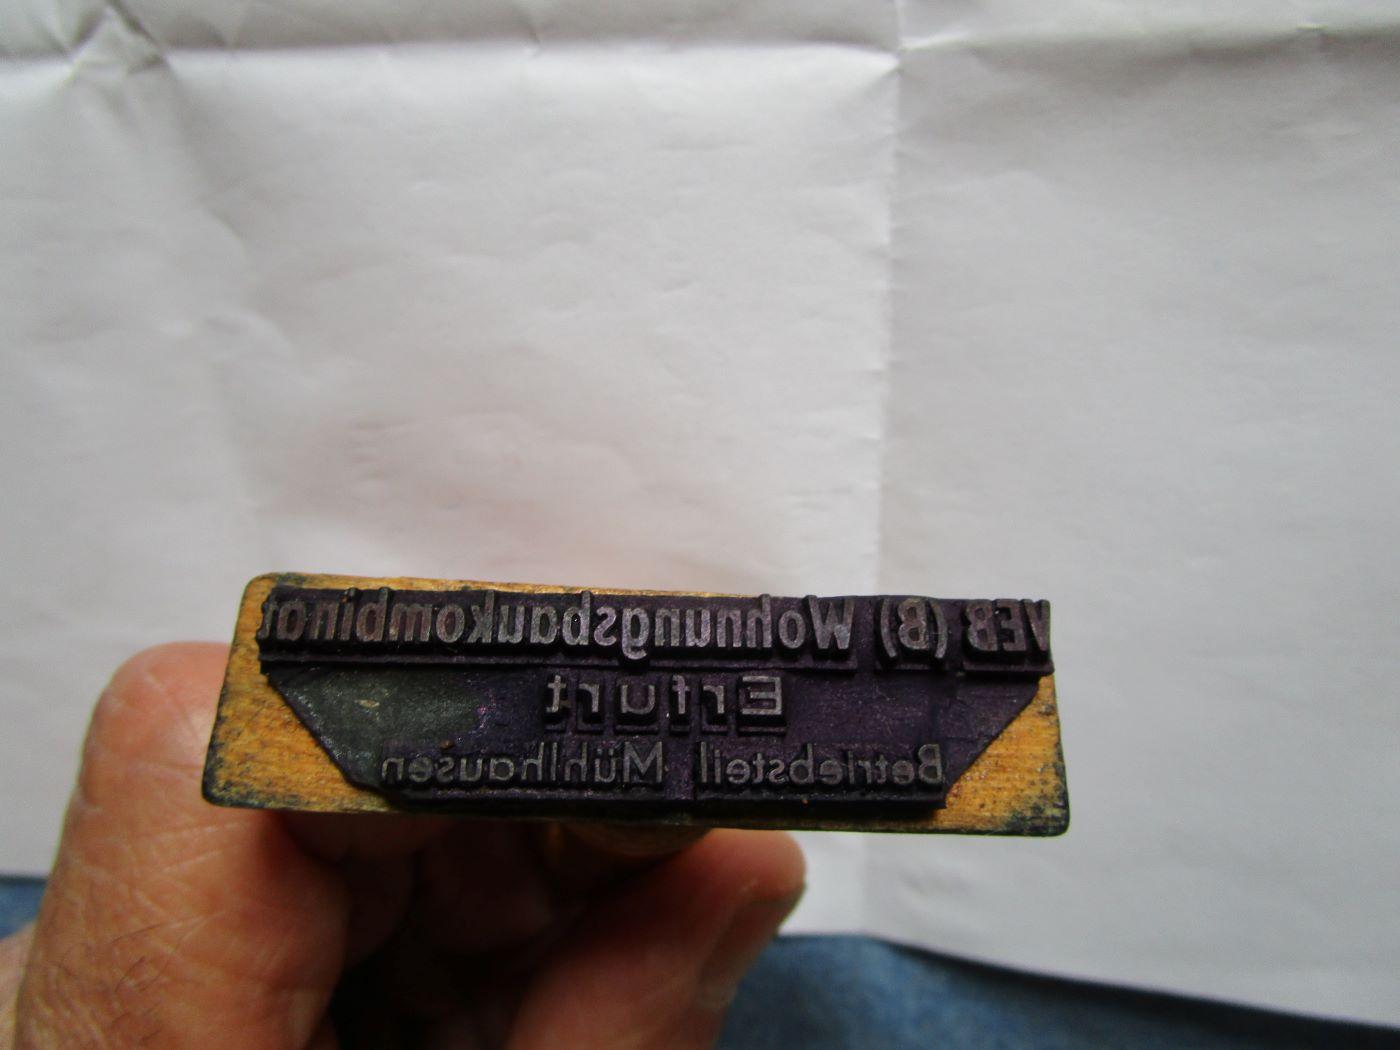 VEB (B) Wohnungsbaukombinat
Erfurt
Betriebsteil Mühlhausen